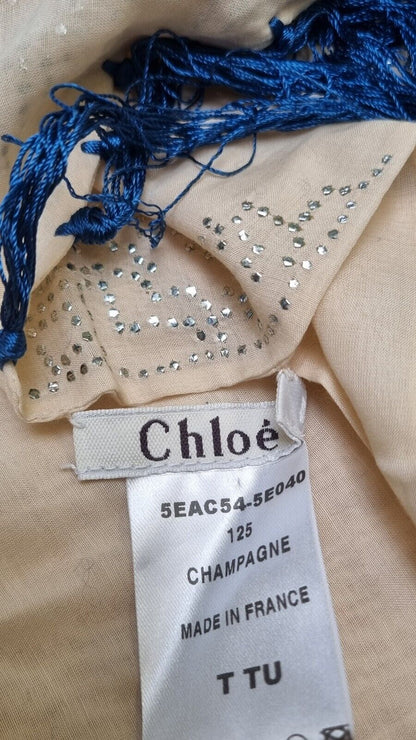 Chloé
5EAC54-5E040
125
CHAMPAGNE
MADE IN FRANCE
T TU